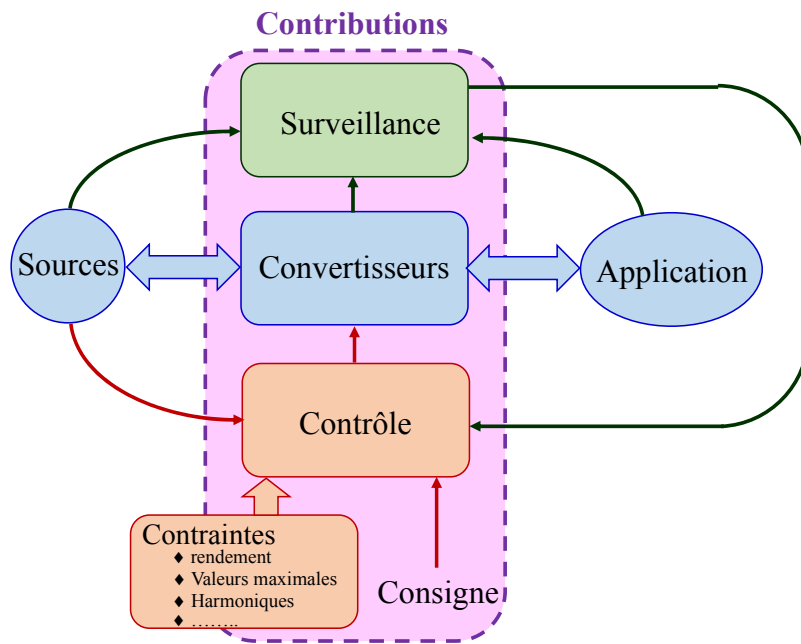 Contributions
Surveillance
Sources
Convertisseurs
Application
Contrôle
Contraintes
♦ rendement
♦ Valeurs maximales
♦ Harmoniques
♦ ……..
Consigne